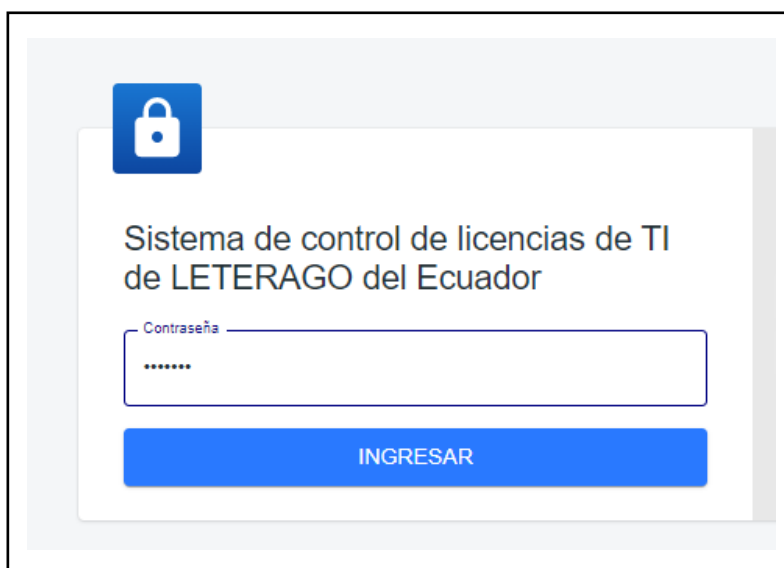 Sistema de control de licencias de TI
de LETERAGO del Ecuador
Contraseña
•••••••
INGRESAR